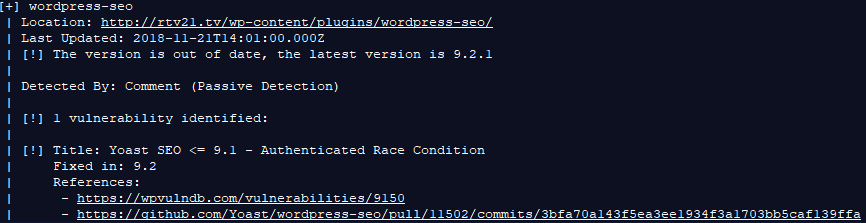 [+] wordpress-seo
| Location: http://rtv21.tv/wp-content/plugins/wordpress-seo/
| Last Updated: 2018-11-21T14:01:00.000Z
| [!] The version is out of date, the latest version is 9.2.1
|
| Detected By: Comment (Passive Detection)
|
| [!] 1 vulnerability identified:
|
| [!] Title: Yoast SEO <= 9.1 - Authenticated Race Condition
|     Fixed in: 9.2
|     References:
|      - https://wpvulndb.com/vulnerabilities/9150
|      - https://github.com/Yoast/wordpress-seo/pull/11502/commits/3bfa70a143f5ea3ee1934f3a1703bb5caf139ffa